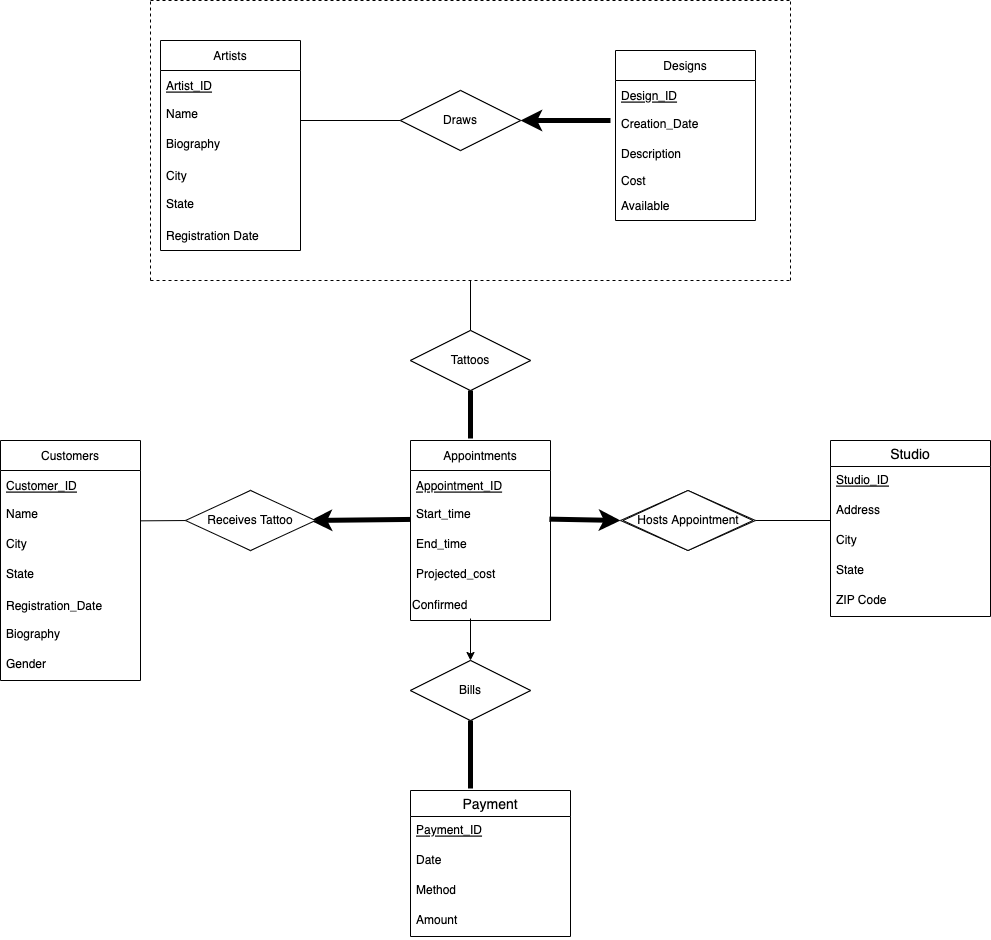 Artists
Artist_ID
Name
Biography
City
State
Registration Date
Draws
Designs
Design_ID
Creation_Date
Description
Cost
Available
Tattoos
Customers
Customer_ID
Name
City
State
Registration_Date
Biography
Gender
Receives Tattoo
Appointments
Appointment_ID
Start_time
End_time
Projected_cost
Confirmed
Hosts Appointment
Studio
Studio_ID
Address
City
State
ZIP Code
Bills
Payment
Payment_ID
Date
Method
Amount